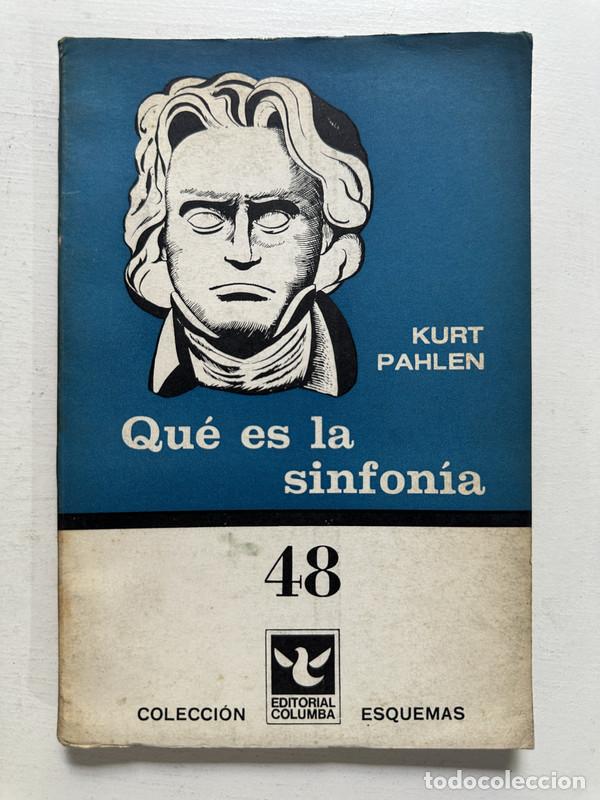 KURT
PAHLEN
Qué es la
sinfonía
48
EDITORIAL
COLUMBA
COLECCIÓN ESQUEMAS
todocoleccion